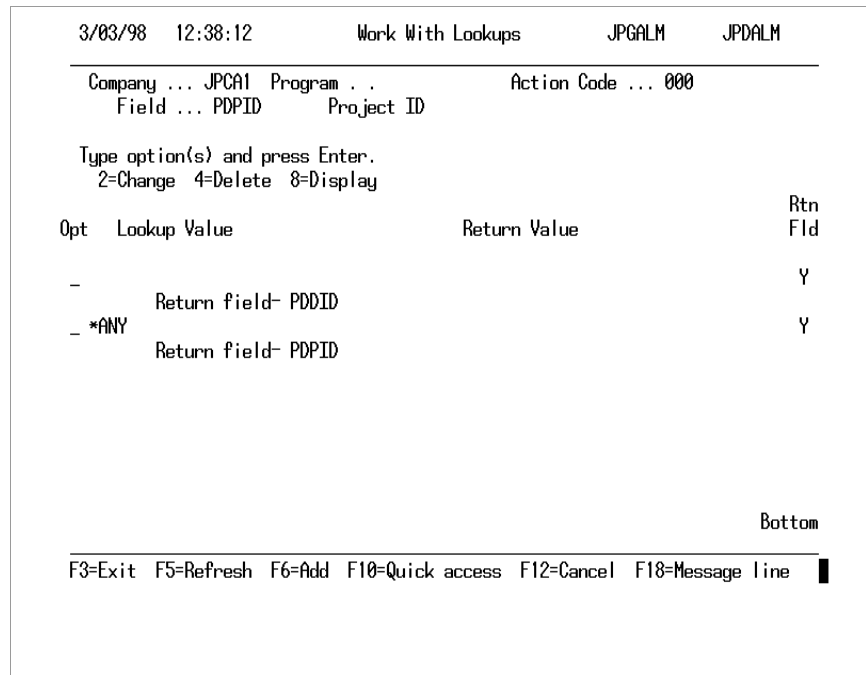 3/03/98 12:38:12 Work With Lookups JPGALM JPDALM
Company ... JPCA1 Program . . Action Code ... 000
Field ... PDPID Project ID
Type option(s) and press Enter.
2=Change 4=Delete 8=Display
Rtn
Opt Lookup Value Return Value Fld
_ Y
Return field- PDDID
_ *ANY Y
Return field- PDPID
Bottom
F3=Exit F5=Refresh F6=Add F10=Quick access F12=Cancel F18=Message line